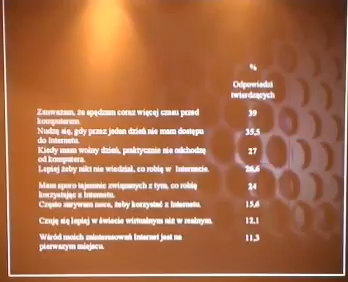 %
Odpowiedzi
twierdzących
Zauważam, że spędzam coraz więcej czasu przed
komputerem. 39
Nudzę się, gdy przez jeden dzień nie mam dostępu
do Internetu. 35,5
Kiedy mam wolny dzień, praktycznie nie odchodzę
od komputera. 27
Lepiej żeby nikt nie wiedział, co robię w Internecie. 26,6
Mam sporo tajemnic związanych z tym, co robię
korzystając z Internetu. 24
Często zarywam noce, żeby korzystać z Internetu. 15,6
Czuję się lepiej w świecie wirtualnym niż w realnym. 12,1
Wśród moich zainteresowań Internet jest na
pierwszym miejscu. 11,3